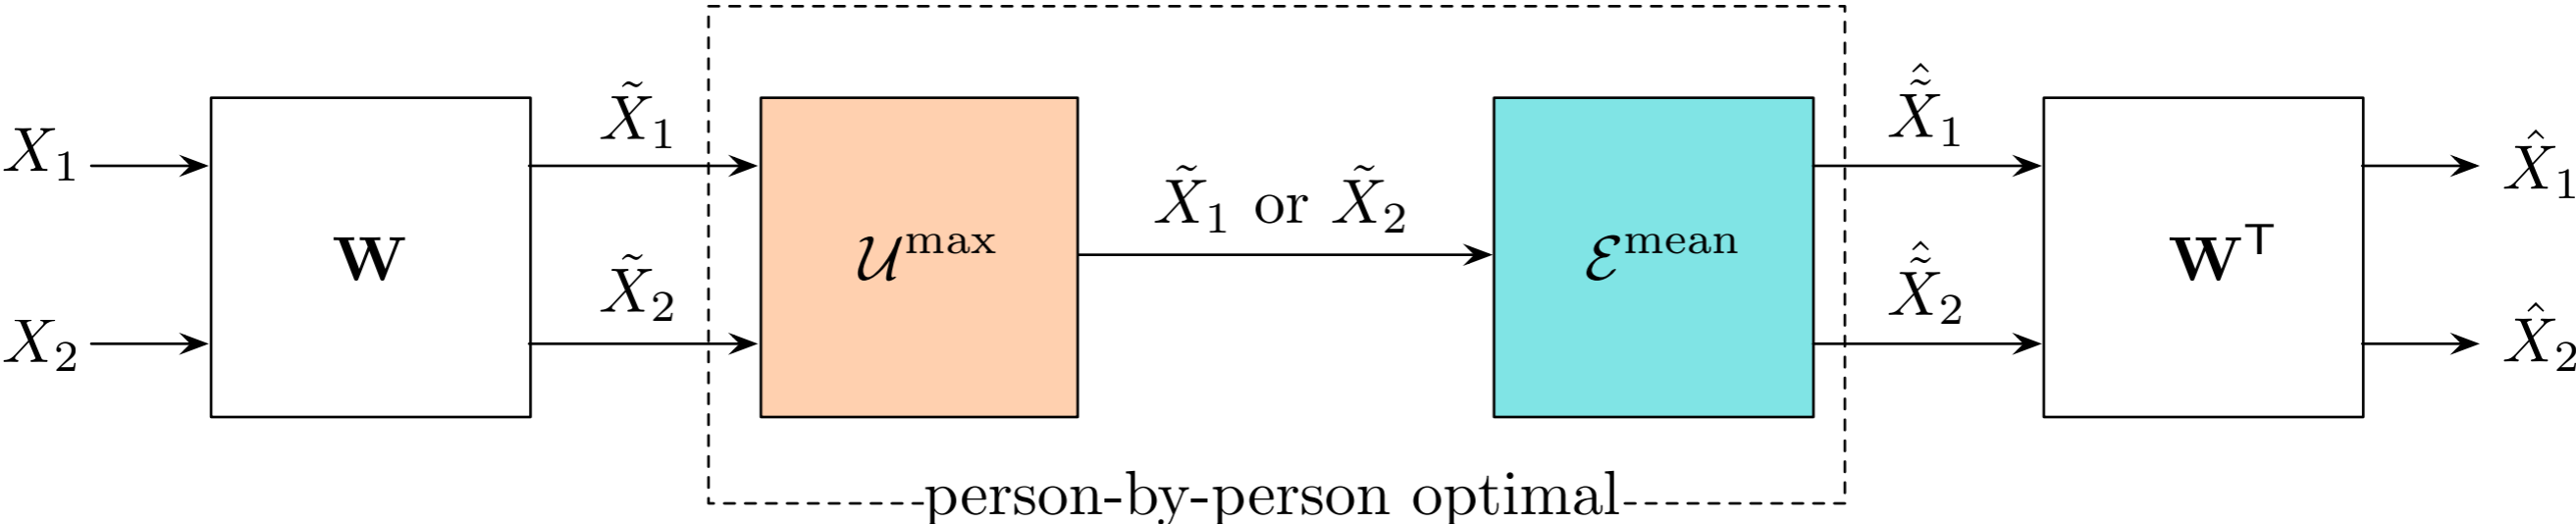 X₁
X₂
W
X̃₁
X̃₂
𝒰^max
X̃₁ or X̃₂
ℰ^mean
X̃̂₁
X̃̂₂
W^T
X̂₁
X̂₂
person-by-person optimal